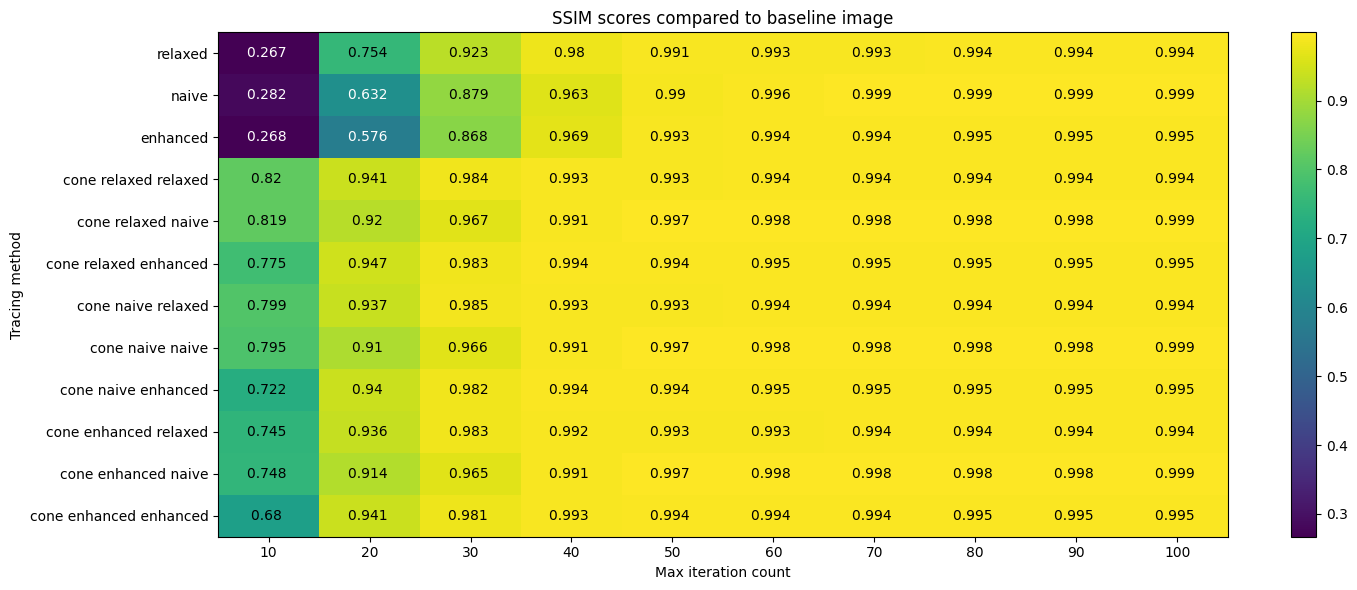 SSIM scores compared to baseline image
Tracing method
relaxed 0.267 0.754 0.923 0.98 0.991 0.993 0.993 0.994 0.994 0.994
naive 0.282 0.632 0.879 0.963 0.99 0.996 0.999 0.999 0.999 0.999
enhanced 0.268 0.576 0.868 0.969 0.993 0.994 0.994 0.995 0.995 0.995
cone relaxed relaxed 0.82 0.941 0.984 0.993 0.993 0.994 0.994 0.994 0.994 0.994
cone relaxed naive 0.819 0.92 0.967 0.991 0.997 0.998 0.998 0.998 0.998 0.999
cone relaxed enhanced 0.775 0.947 0.983 0.994 0.994 0.995 0.995 0.995 0.995 0.995
cone naive relaxed 0.799 0.937 0.985 0.993 0.993 0.994 0.994 0.994 0.994 0.994
cone naive naive 0.795 0.91 0.966 0.991 0.997 0.998 0.998 0.998 0.998 0.999
cone naive enhanced 0.722 0.94 0.982 0.994 0.994 0.995 0.995 0.995 0.995 0.995
cone enhanced relaxed 0.745 0.936 0.983 0.992 0.993 0.993 0.994 0.994 0.994 0.994
cone enhanced naive 0.748 0.914 0.965 0.991 0.997 0.998 0.998 0.998 0.998 0.999
cone enhanced enhanced 0.68 0.941 0.981 0.993 0.994 0.994 0.994 0.995 0.995 0.995
10 20 30 40 50 60 70 80 90 100
Max iteration count
0.9
0.8
0.7
0.6
0.5
0.4
0.3